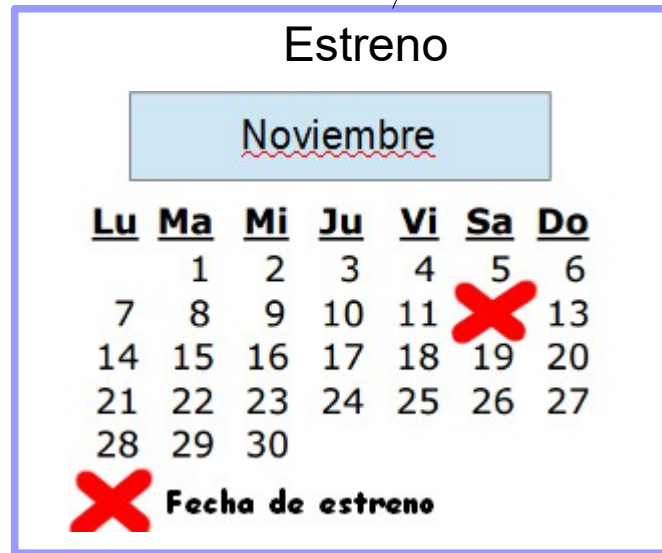 Estreno
Noviembre
Lu Ma Mi Ju Vi Sa Do
1 2 3 4 5 6
7 8 9 10 11 13
14 15 16 17 18 19 20
21 22 23 24 25 26 27
28 29 30
Fecha de estreno